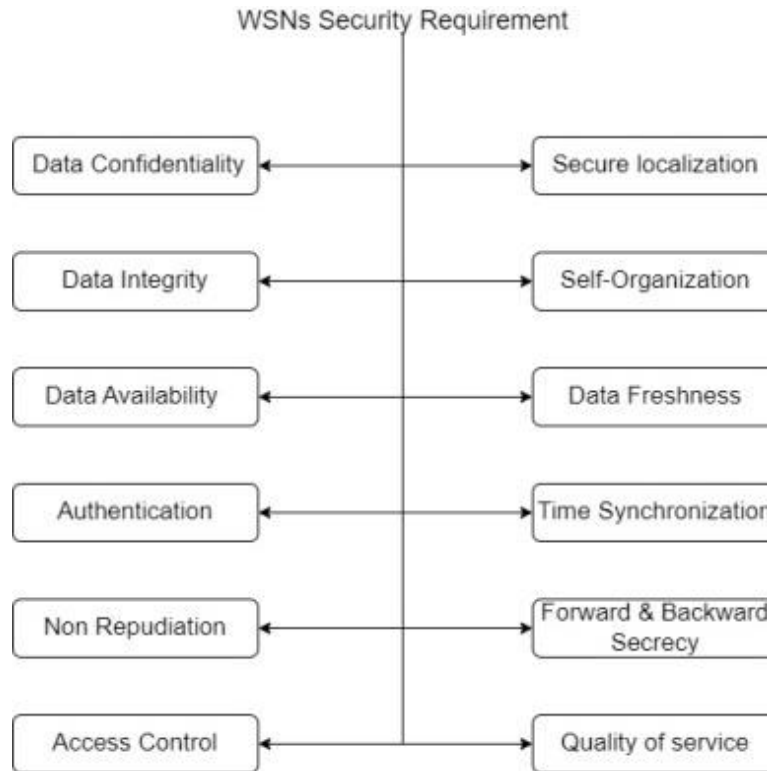 WSNs Security Requirement
Data Confidentiality
Secure localization
Data Integrity
Self-Organization
Data Availability
Data Freshness
Authentication
Time Synchronization
Non Repudiation
Forward & Backward
Secrecy
Access Control
Quality of service